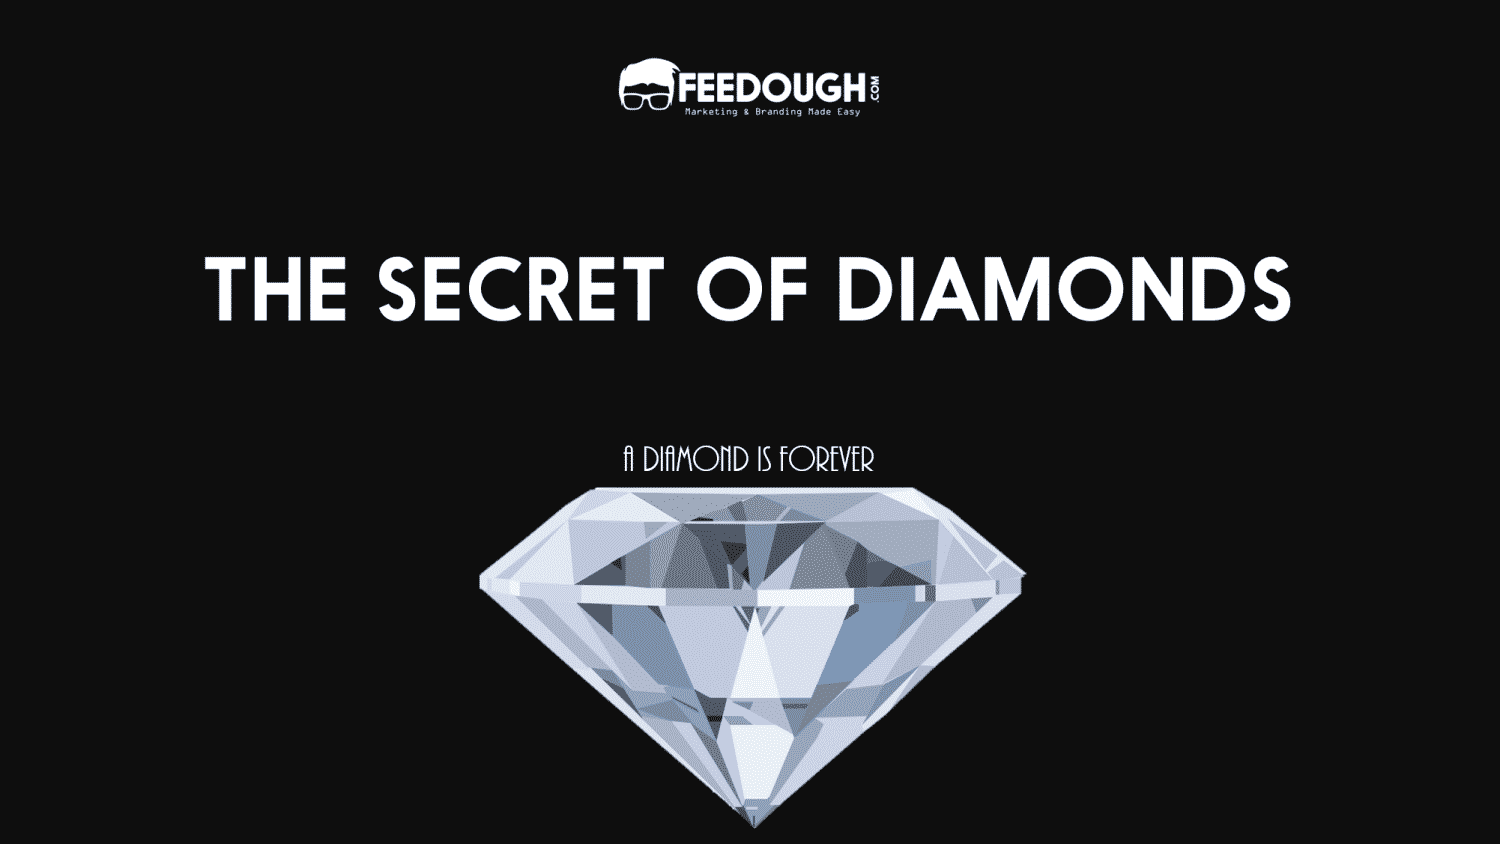 FEEDOUGH.COM
Marketing & Branding Made Easy
THE SECRET OF DIAMONDS
A DIAMOND IS FOREVER